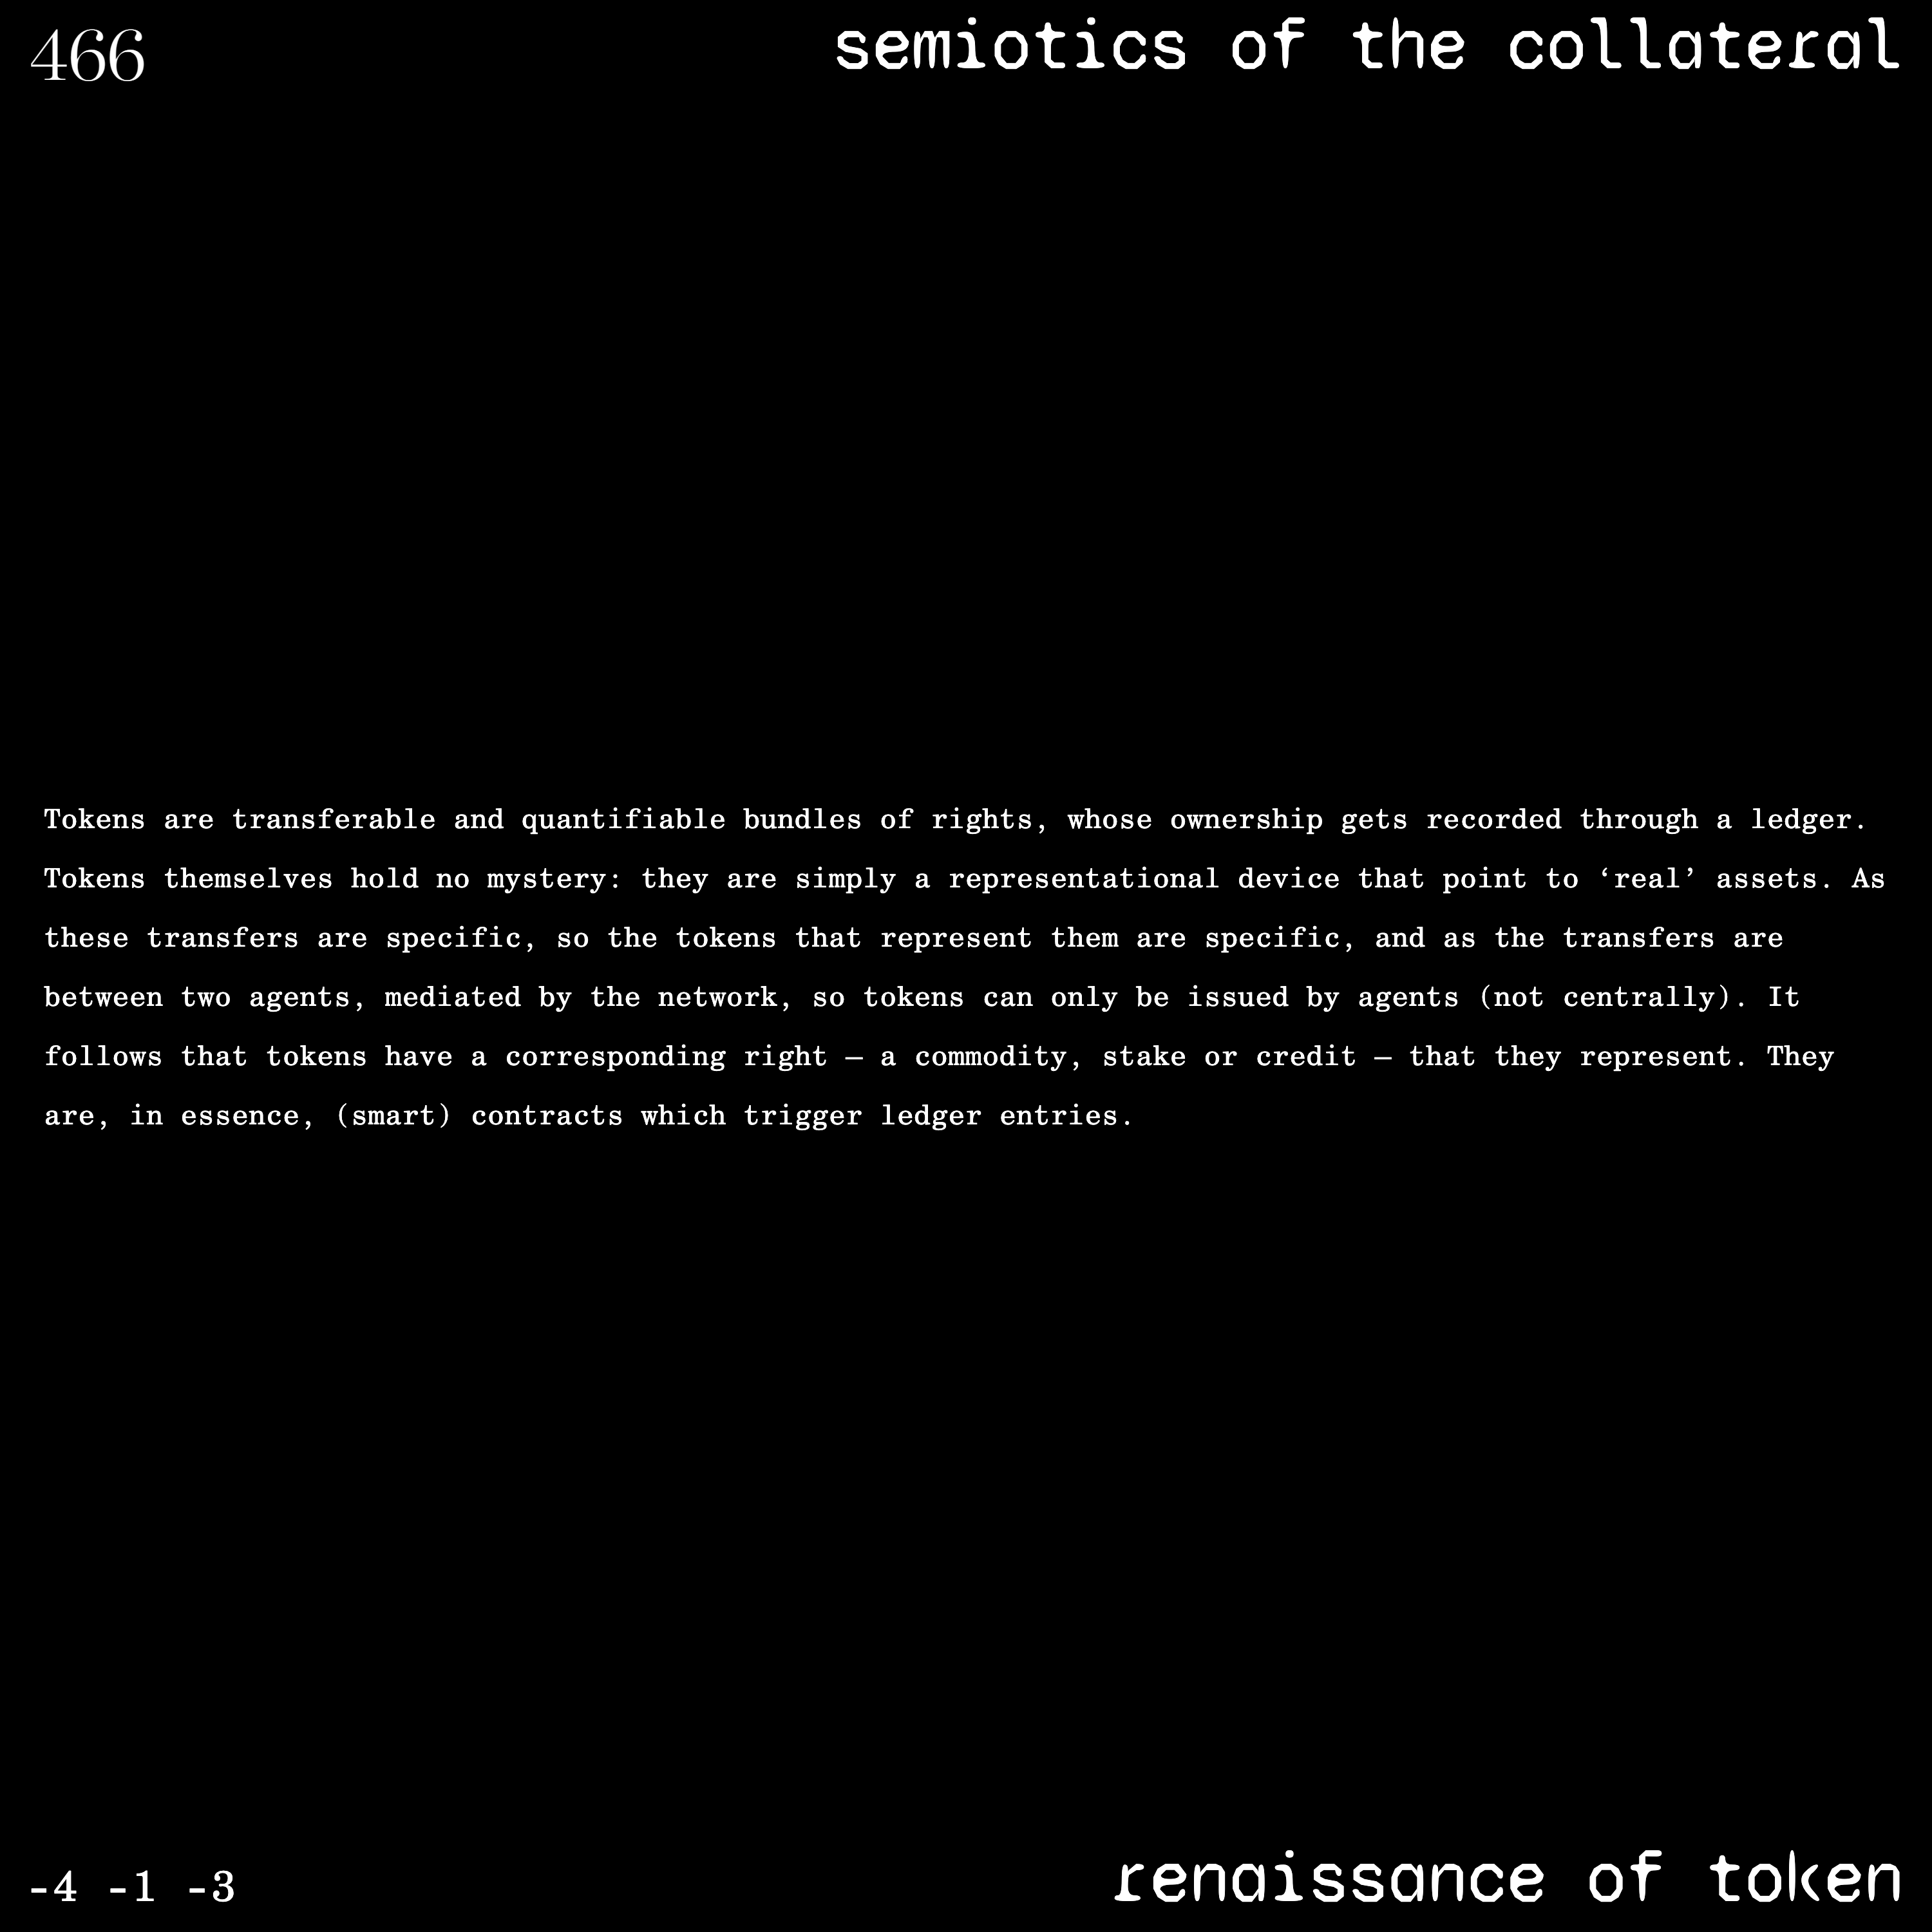 466
semiotics of the collateral
Tokens are transferable and quantifiable bundles of rights, whose ownership gets recorded through a ledger.
Tokens themselves hold no mystery: they are simply a representational device that point to ‘real’ assets. As
these transfers are specific, so the tokens that represent them are specific, and as the transfers are
between two agents, mediated by the network, so tokens can only be issued by agents (not centrally). It
follows that tokens have a corresponding right – a commodity, stake or credit – that they represent. They
are, in essence, (smart) contracts which trigger ledger entries.
-4 -1 -3
renaissance of token